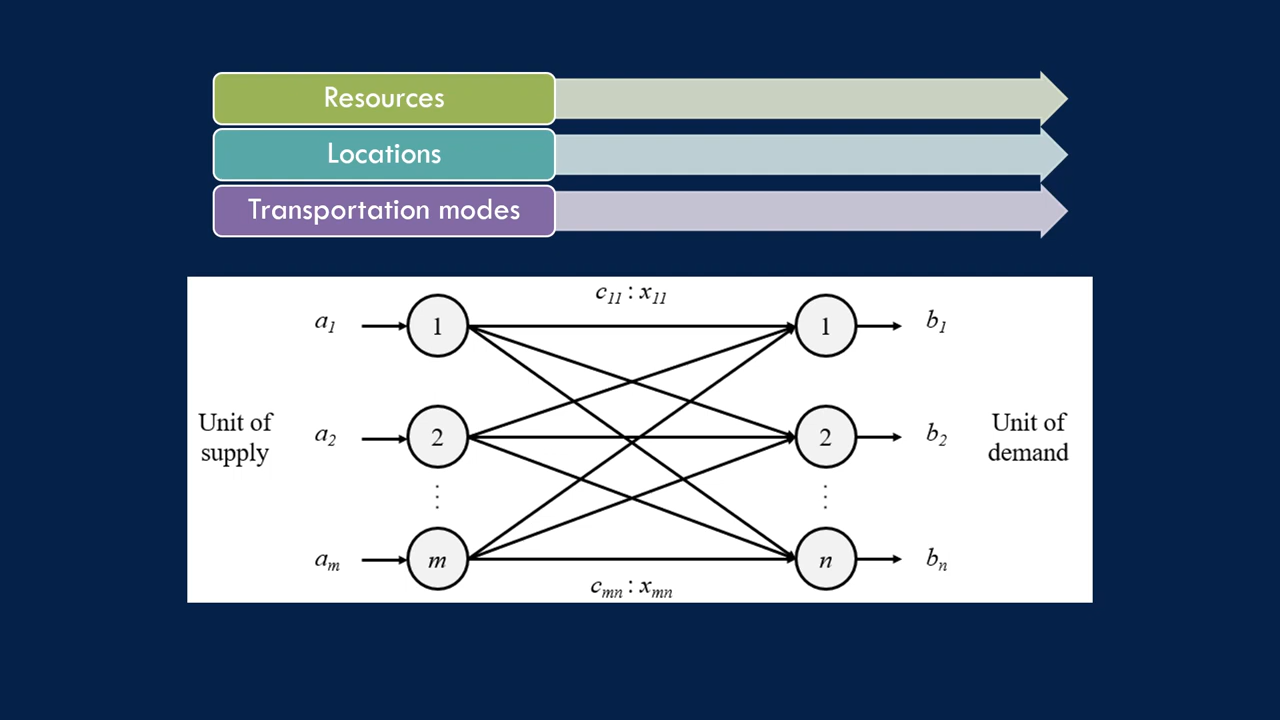 Resources
Locations
Transportation modes
c11 : x11
a1
1
1
b1
Unit of
supply
a2
2
2
b2
Unit of
demand
⋮
⋮
am
m
n
bn
cmn : xmn